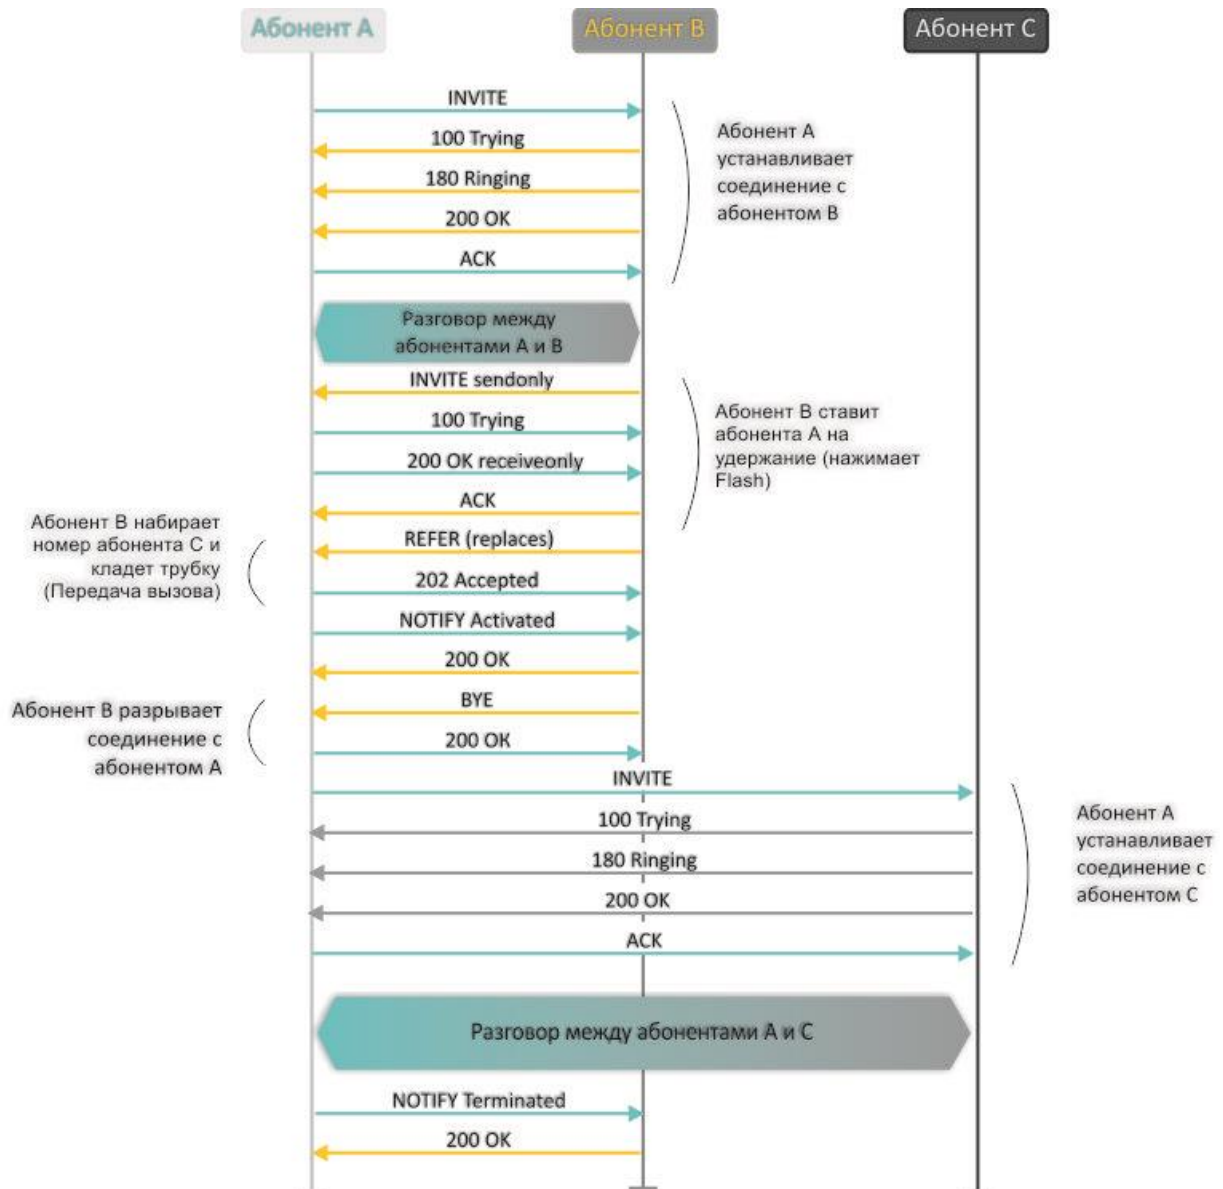 Абонент А
Абонент В
Абонент С
INVITE
100 Trying
180 Ringing
200 OK
ACK
Абонент А
устанавливает
соединение с
абонентом В
Разговор между
абонентами А и В
INVITE sendonly
100 Trying
200 OK receiveonly
ACK
Абонент В ставит
абонента А на
удержание (нажимает
Flash)
REFER (replaces)
202 Accepted
Абонент В набирает
номер абонента С и
кладет трубку
(Передача вызова)
NOTIFY Activated
200 OK
BYE
200 OK
Абонент В разрывает
соединение с
абонентом А
INVITE
100 Trying
180 Ringing
200 OK
ACK
Абонент А
устанавливает
соединение с
абонентом С
Разговор между абонентами А и С
NOTIFY Terminated
200 OK